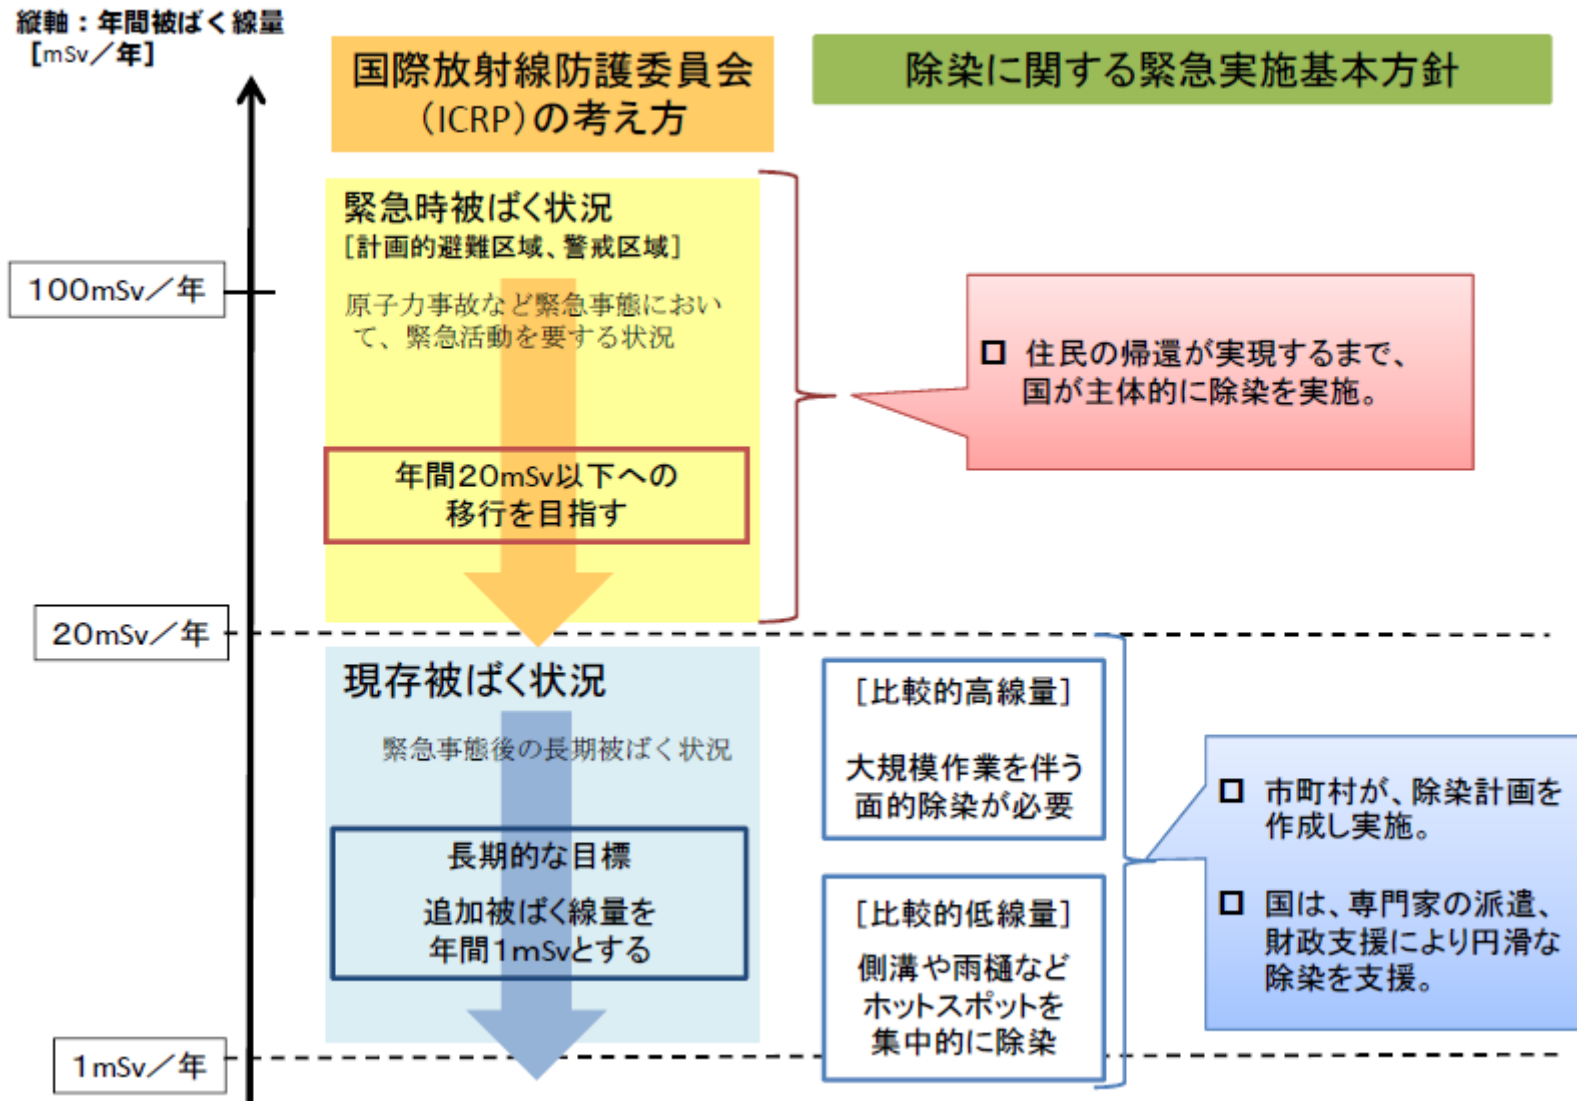 縦軸：年間被ばく線量
[mSv／年]
国際放射線防護委員会
（ICRP）の考え方
除染に関する緊急実施基本方針
緊急時被ばく状況
[計画的避難区域、警戒区域]
100mSv／年
原子力事故など緊急事態におい
て、緊急活動を要する状況
年間20mSv以下への
移行を目指す
住民の帰還が実現するまで、
国が主体的に除染を実施。
20mSv／年
現存被ばく状況
緊急事態後の長期被ばく状況
長期的な目標
追加被ばく線量を
年間1mSvとする
1mSv／年
[比較的高線量]
大規模作業を伴う
面的除染が必要
[比較的低線量]
側溝や雨樋など
ホットスポットを
集中的に除染
市町村が、除染計画を
作成し実施。
国は、専門家の派遣、
財政支援により円滑な
除染を支援。